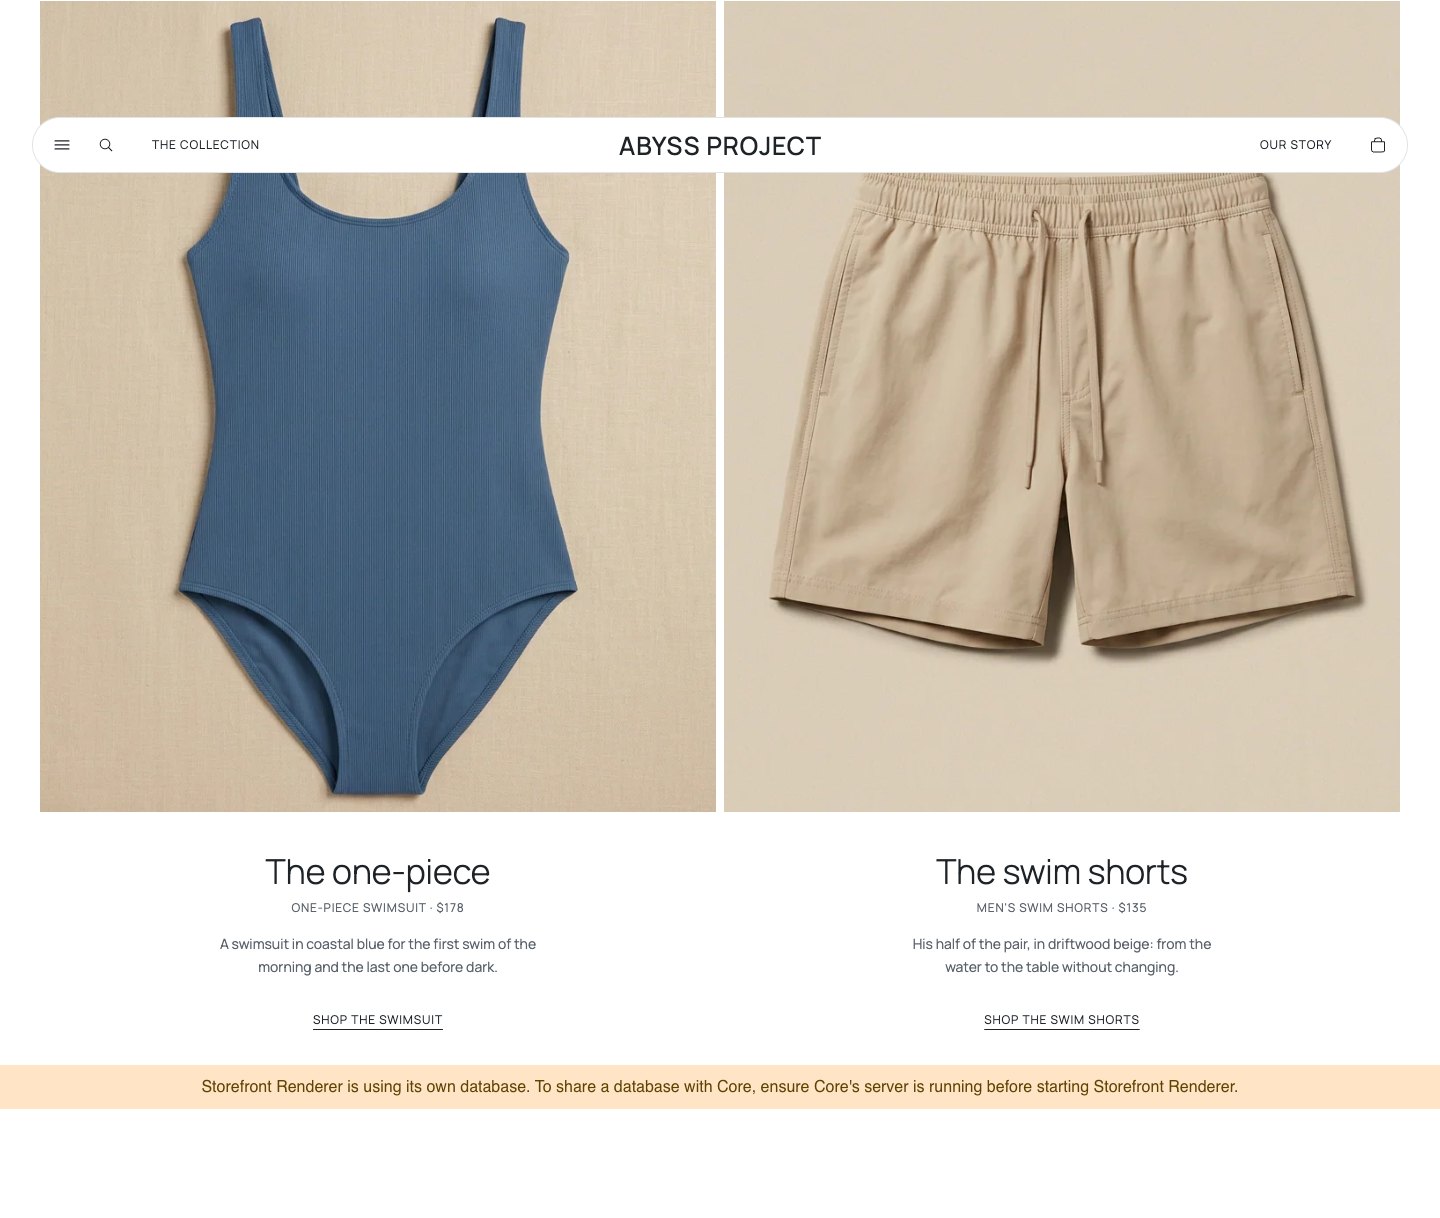 THE COLLECTION
ABYSS PROJECT
OUR STORY
The one-piece
ONE-PIECE SWIMSUIT · $178
A swimsuit in coastal blue for the first swim of the
morning and the last one before dark.
SHOP THE SWIMSUIT
The swim shorts
MEN'S SWIM SHORTS · $135
His half of the pair, in driftwood beige: from the
water to the table without changing.
SHOP THE SWIM SHORTS
Storefront Renderer is using its own database. To share a database with Core, ensure Core's server is running before starting Storefront Renderer.